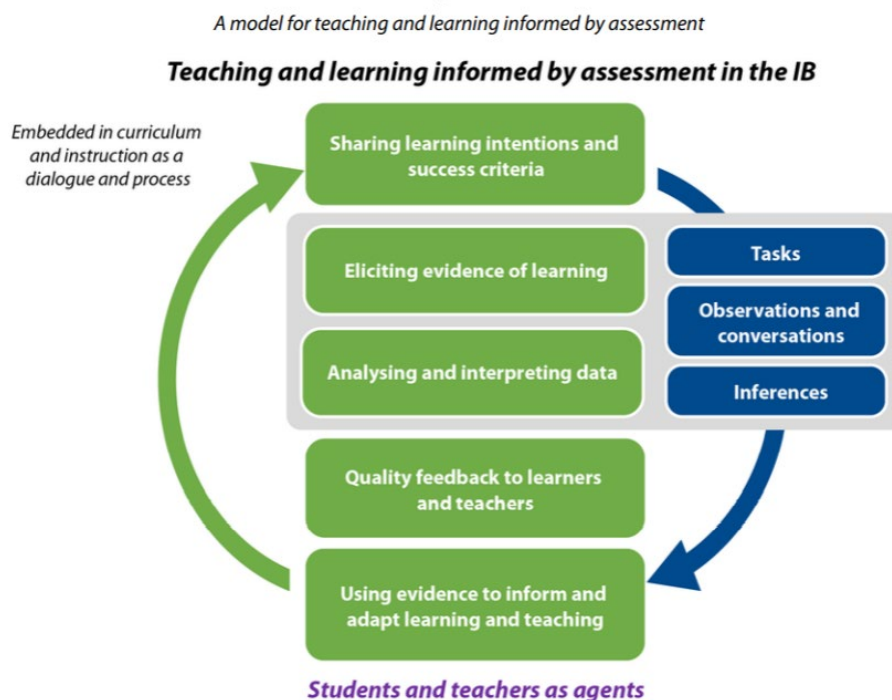 A model for teaching and learning informed by assessment
Teaching and learning informed by assessment in the IB
Embedded in curriculum
and instruction as a
dialogue and process
Sharing learning intentions and
success criteria
Eliciting evidence of learning
Tasks
Observations and
conversations
Analysing and interpreting data
Inferences
Quality feedback to learners
and teachers
Using evidence to inform and
adapt learning and teaching
Students and teachers as agents